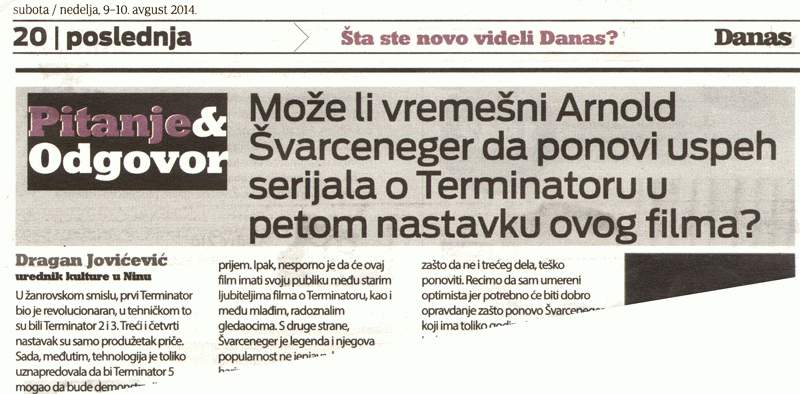 subota / nedelja, 9–10. avgust 2014.
20 | poslednja
Šta ste novo videli Danas?
Danas
Pitanje&
Odgovor
Može li vremešni Arnold
Švarceneger da ponovi uspeh
serijala o Terminatoru u
petom nastavku ovog filma?
Dragan Jovićević
urednik kulture u Ninu
U žanrovskom smislu, prvi Terminator
bio je revolucionaran, u tehničkom to
su bili Terminator 2 i 3. Treći i četvrti
nastavak su samo produžetak priče.
Sada, međutim, tehnologija je toliko
uznapredovala da bi Terminator 5
mogao da bude
prijem. Ipak, nesporno je da će ovaj
film imati svoju publiku među starim
ljubiteljima filma o Terminatoru, kao i
među mlađim, radoznalim
gledaocima. S druge strane,
Švarceneger je legenda i njegova
popularnost ne
zašto da ne i trećeg dela, teško
ponoviti. Recimo da sam umereni
optimista jer potrebno će biti dobro
opravdanje zašto ponovo Švarceneger
koji ima toliko